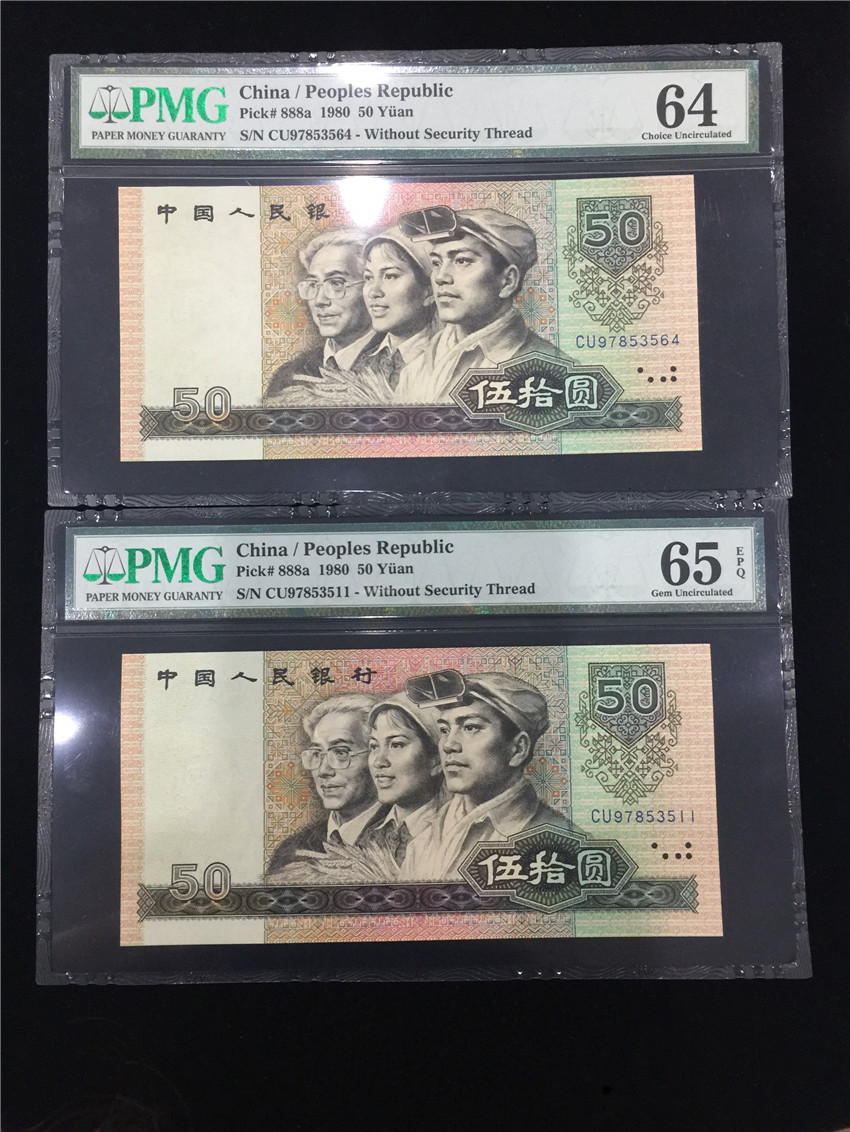 PMG
PAPER MONEY GUARANTY
China / Peoples Republic
Pick# 888a 1980 50 Yüan
S/N CU97853564 - Without Security Thread
64
Choice Uncirculated
中国人民银
50
CU97853564
50
伍拾圆
PMG
PAPER MONEY GUARANTY
China / Peoples Republic
Pick# 888a 1980 50 Yüan
S/N CU97853511 - Without Security Thread
65
EPQ
Gem Uncirculated
中国人民银行
50
CU97853511
50
伍拾圆